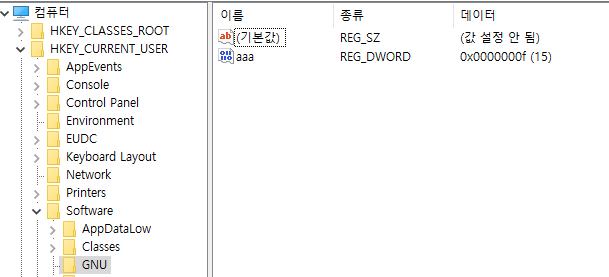 컴퓨터
HKEY_CLASSES_ROOT
HKEY_CURRENT_USER
AppEvents
Console
Control Panel
Environment
EUDC
Keyboard Layout
Network
Printers
Software
AppDataLow
Classes
GNU
이름 종류 데이터
(기본값) REG_SZ (값 설정 안 됨)
aaa REG_DWORD 0x0000000f (15)